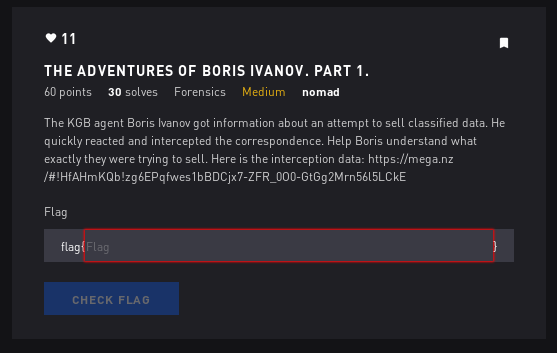 11
THE ADVENTURES OF BORIS IVANOV. PART 1.
60 points 30 solves Forensics Medium nomad
The KGB agent Boris Ivanov got information about an attempt to sell classified data. He
quickly reacted and intercepted the correspondence. Help Boris understand what
exactly they were trying to sell. Here is the interception data: https://mega.nz
/#!HfAHmKQb!zg6EPqfwes1bBDCjx7-ZFR_0O0-GtGg2Mrn56l5LCkE
Flag
flag{Flag}
CHECK FLAG